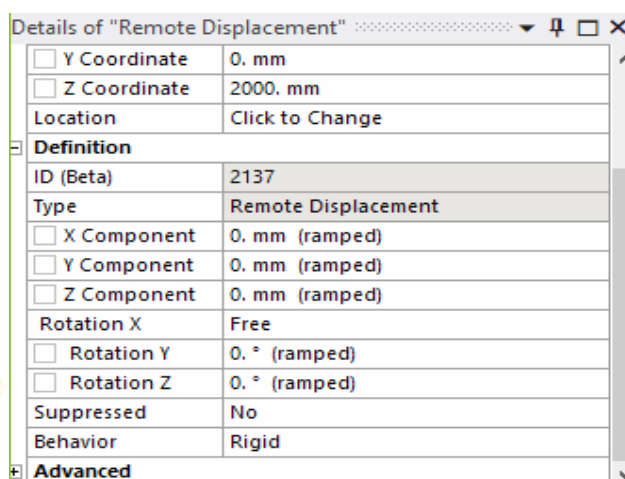 Details of "Remote Displacement"
Y Coordinate 0. mm
Z Coordinate 2000. mm
Location Click to Change
Definition
ID (Beta) 2137
Type Remote Displacement
X Component 0. mm (ramped)
Y Component 0. mm (ramped)
Z Component 0. mm (ramped)
Rotation X Free
Rotation Y 0. ° (ramped)
Rotation Z 0. ° (ramped)
Suppressed No
Behavior Rigid
Advanced